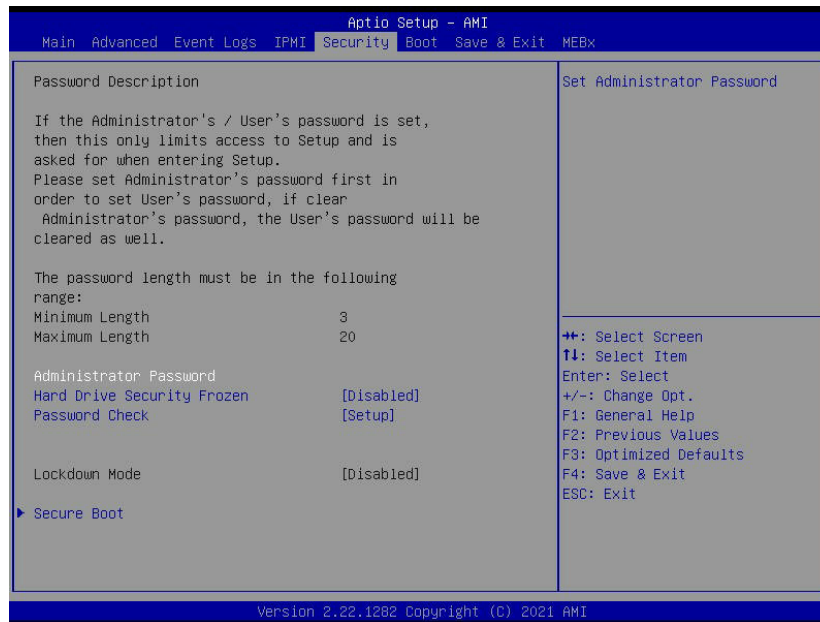 Aptio Setup – AMI
Main Advanced Event Logs IPMI Security Boot Save & Exit MEBx
Password Description
If the Administrator's / User's password is set,
then this only limits access to Setup and is
asked for when entering Setup.
Please set Administrator's password first in
order to set User's password, if clear
Administrator's password, the User's password will be
cleared as well.
The password length must be in the following
range:
Minimum Length 3
Maximum Length 20
Administrator Password
Hard Drive Security Frozen [Disabled]
Password Check [Setup]
Lockdown Mode [Disabled]
▶ Secure Boot
Set Administrator Password
→←: Select Screen
↑↓: Select Item
Enter: Select
+/-: Change Opt.
F1: General Help
F2: Previous Values
F3: Optimized Defaults
F4: Save & Exit
ESC: Exit
Version 2.22.1282 Copyright (C) 2021 AMI